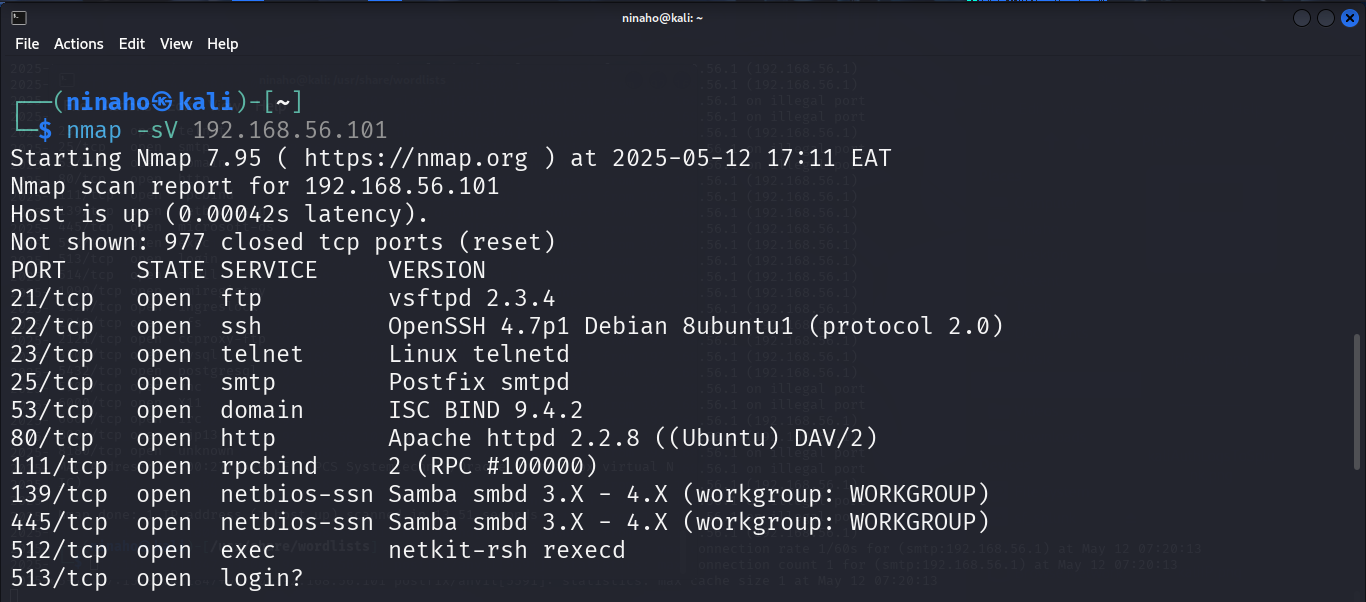 ninaho@kali: ~
File Actions Edit View Help
┌──(ninaho㉿kali)-[~]
└─$ nmap -sV 192.168.56.101
Starting Nmap 7.95 ( https://nmap.org ) at 2025-05-12 17:11 EAT
Nmap scan report for 192.168.56.101
Host is up (0.00042s latency).
Not shown: 977 closed tcp ports (reset)
PORT     STATE SERVICE     VERSION
21/tcp   open  ftp         vsftpd 2.3.4
22/tcp   open  ssh         OpenSSH 4.7p1 Debian 8ubuntu1 (protocol 2.0)
23/tcp   open  telnet      Linux telnetd
25/tcp   open  smtp        Postfix smtpd
53/tcp   open  domain      ISC BIND 9.4.2
80/tcp   open  http        Apache httpd 2.2.8 ((Ubuntu) DAV/2)
111/tcp  open  rpcbind     2 (RPC #100000)
139/tcp  open  netbios-ssn Samba smbd 3.X - 4.X (workgroup: WORKGROUP)
445/tcp  open  netbios-ssn Samba smbd 3.X - 4.X (workgroup: WORKGROUP)
512/tcp  open  exec        netkit-rsh rexecd
513/tcp  open  login?